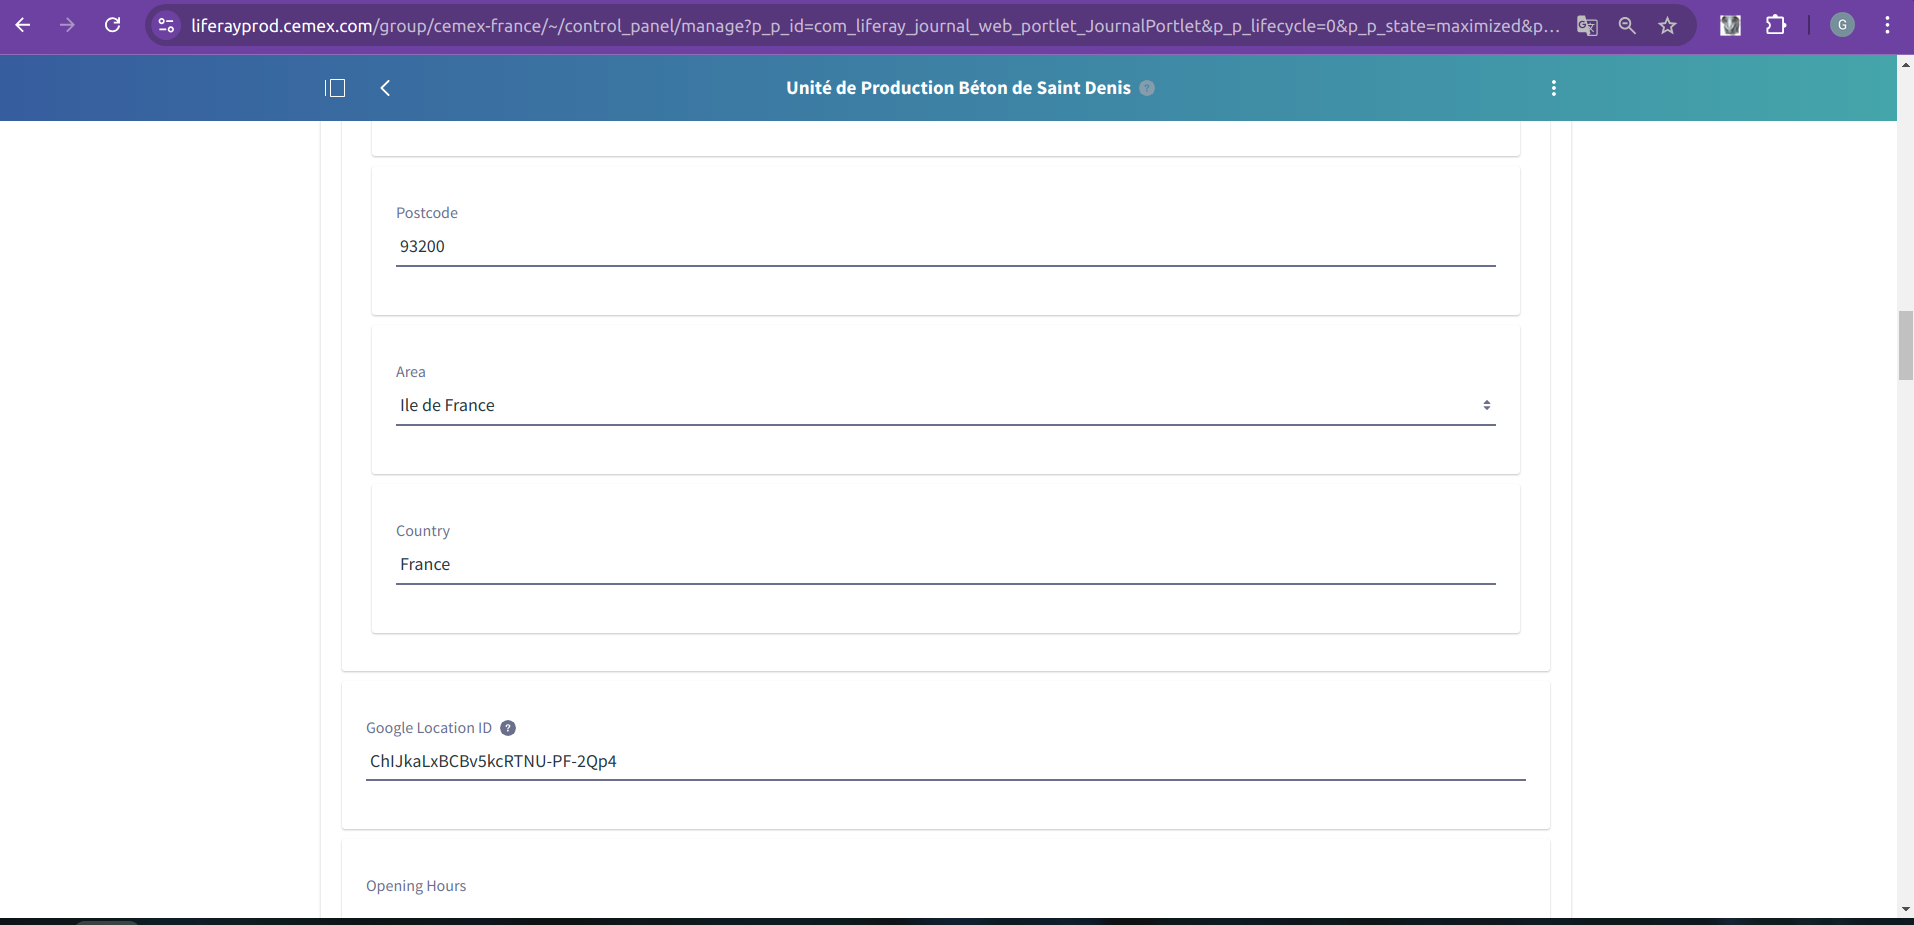 liferayprod.cemex.com/group/cemex-france/~/control_panel/manage?p_p_id=com_liferay_journal_web_portlet_JournalPortlet&p_p_lifecycle=0&p_p_state=maximized&p...
G
Unité de Production Béton de Saint Denis ?
Postcode
93200
Area
Ile de France
Country
France
Google Location ID ?
ChIJkaLxBCBv5kcRTNU-PF-2Qp4
Opening Hours